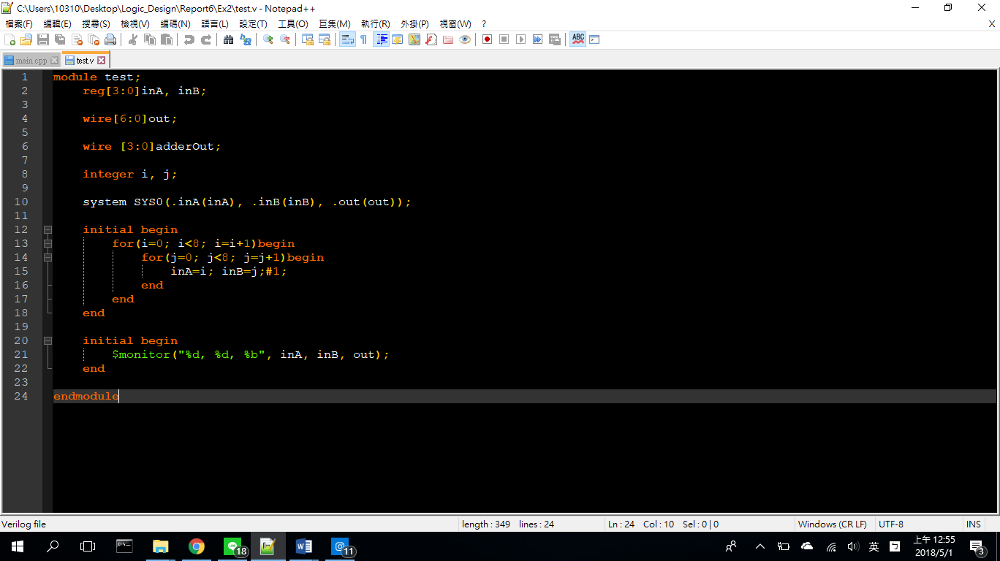 C:\Users\10310\Desktop\Logic_Design\Report6\Ex2\test.v - Notepad++
檔案(F) 編輯(E) 搜尋(S) 檢視(V) 編碼(N) 語言(L) 設定(T) 工具(O) 巨集(M) 執行(R) 外掛(P) 視窗(W) ? X
main.cpp test.v
1 module test;
2 reg[3:0]inA, inB;
3
4 wire[6:0]out;
5
6 wire [3:0]adderOut;
7
8 integer i, j;
9
10 system SYS0(.inA(inA), .inB(inB), .out(out));
11
12 initial begin
13 for(i=0; i<8; i=i+1)begin
14 for(j=0; j<8; j=j+1)begin
15 inA=i; inB=j;#1;
16 end
17 end
18 end
19
20 initial begin
21 $monitor("%d, %d, %b", inA, inB, out);
22 end
23
24 endmodule
Verilog file length : 349 lines : 24 Ln : 24 Col : 10 Sel : 0 | 0 Windows (CR LF) UTF-8 INS
18 11 英 上午 12:55 3
2018/5/1